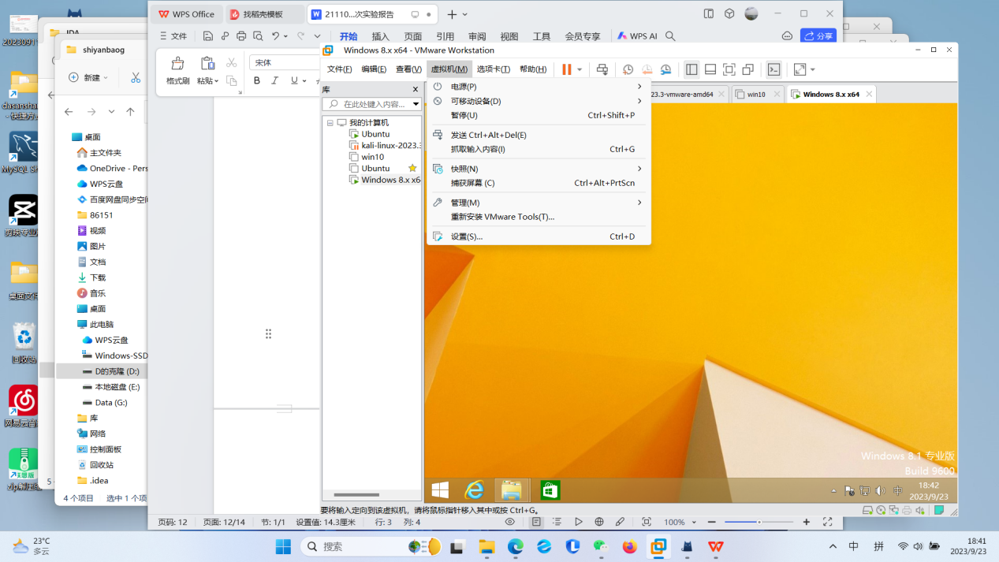 20230911
dasanshang
- 快捷方...
MySQL Sh
剪映专业版
桌面文件
回收站
网易云音乐
zip解压缩
IDA
shiyanbaog
新建
桌面
主文件夹
OneDrive - Pers
WPS云盘
百度网盘同步空间
86151
视频
图片
文档
下载
音乐
桌面
此电脑
WPS云盘
Windows-SSD
D的克隆 (D:)
本地磁盘 (E:)
Data (G:)
库
网络
控制面板
回收站
.idea
4 个项目
选中 1 个项
WPS Office
找稻壳模板
21110...次实验报告
文件
开始
插入
页面
引用
审阅
视图
工具
会员专享
WPS AI
分享
格式刷
粘贴
宋体
B
I
U
页码: 12
页面: 12/14
节: 1/1
设置值: 14.3厘米
行: 3
列: 4
100%
Windows 8.x x64 - VMware Workstation
文件(F)
编辑(E)
查看(V)
虚拟机(M)
选项卡(T)
帮助(H)
库
在此处键入内容...
我的计算机
Ubuntu
kali-linux-2023.3
win10
Ubuntu
Windows 8.x x6
23.3-vmware-amd64
win10
Windows 8.x x64
电源(P)
可移动设备(D)
暂停(U) Ctrl+Shift+P
发送 Ctrl+Alt+Del(E)
抓取输入内容(I) Ctrl+G
快照(N)
捕获屏幕 (C) Ctrl+Alt+PrtScn
管理(M)
重新安装 VMware Tools(T)...
设置(S)... Ctrl+D
Windows 8.1 专业版
Build 9600
中
18:42
2023/9/23
要将输入定向到该虚拟机，请将鼠标指针移入其中或按 Ctrl+G。
23°C
多云
搜索
中
拼
18:41
2023/9/23